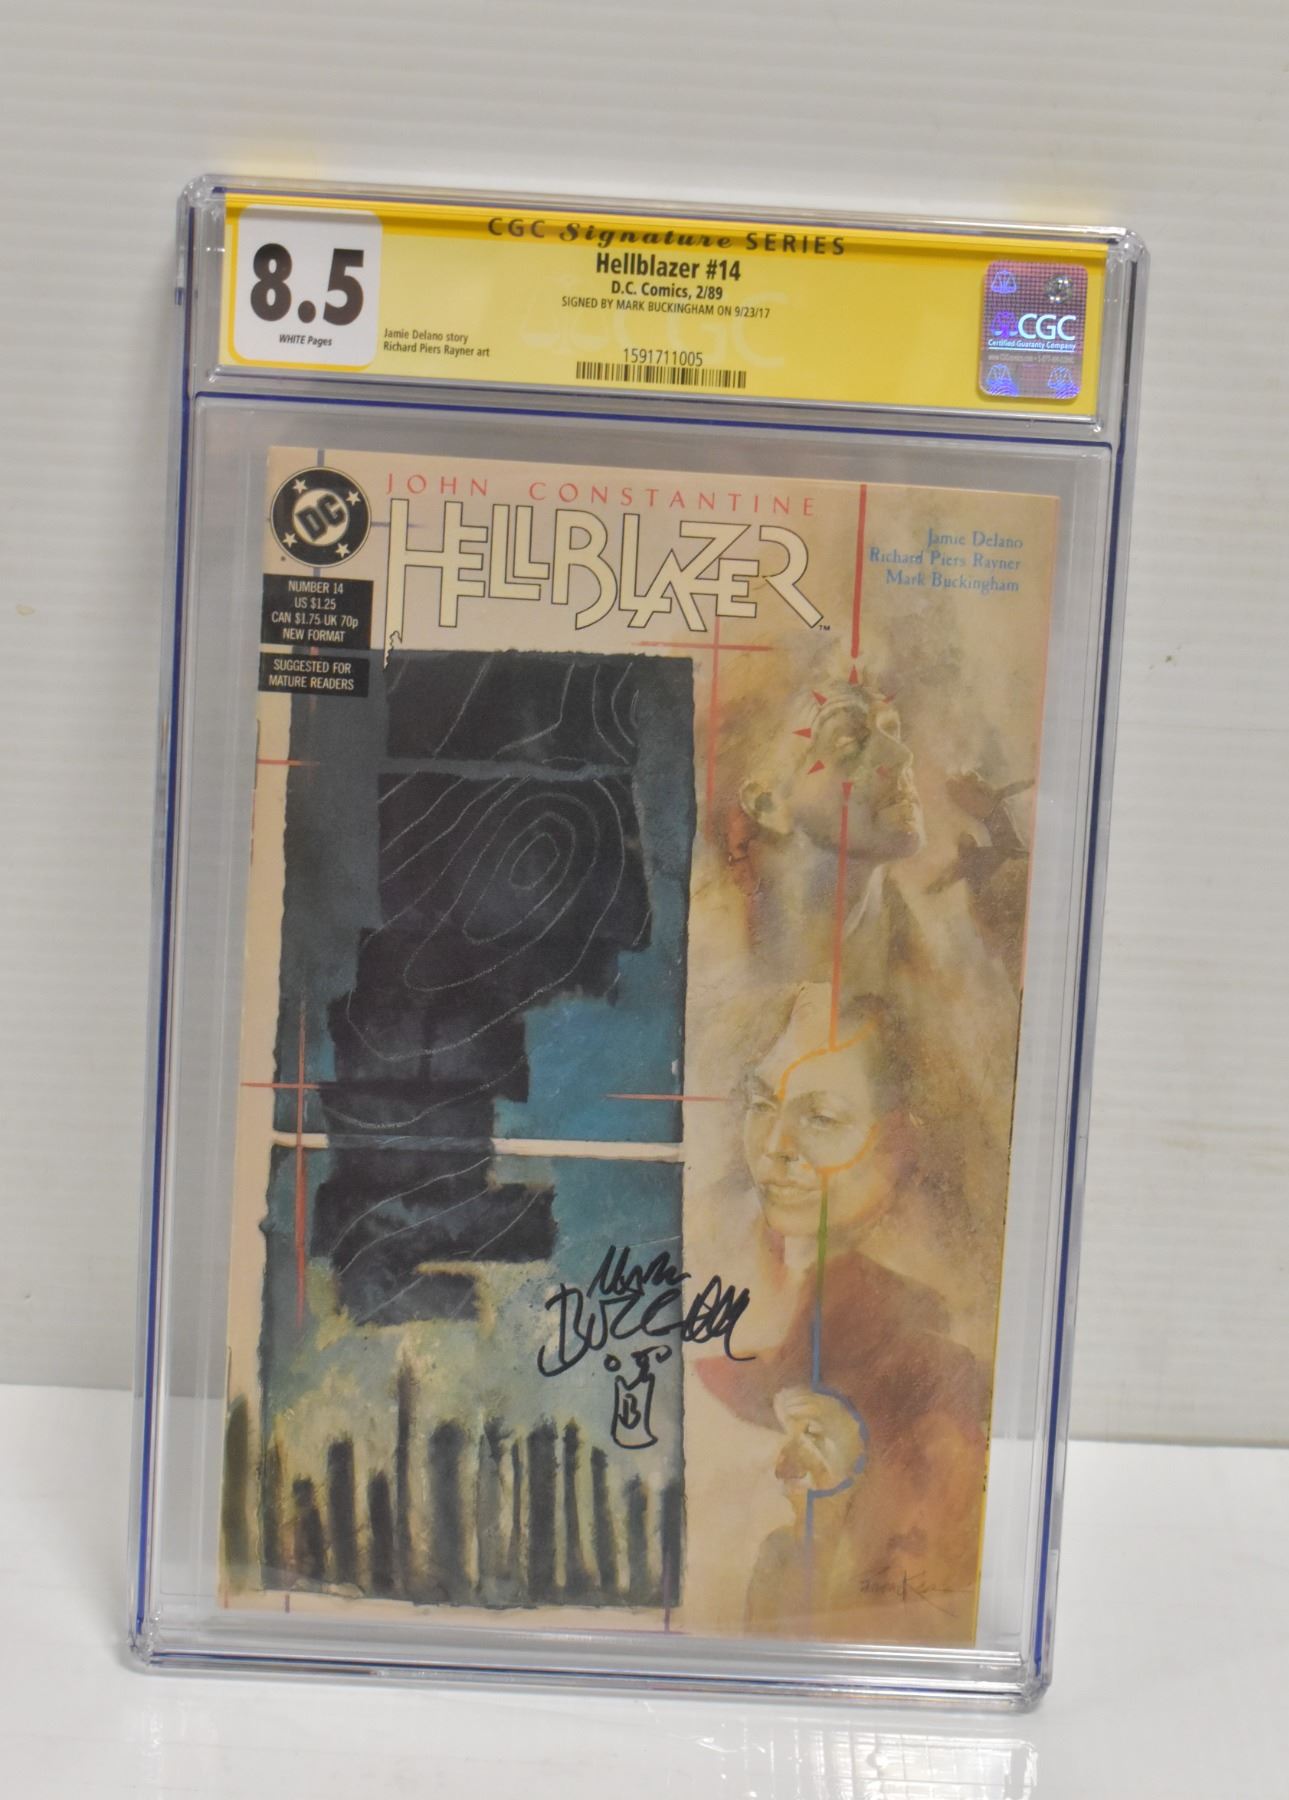 CGC Signature SERIES
8.5
WHITE Pages
Hellblazer #14
D.C. Comics, 2/89
SIGNED BY MARK BUCKINGHAM ON 9/23/17
Jamie Delano story
Richard Piers Rayner art
1591711005
CGC
Certified Guaranty Company
DC
JOHN CONSTANTINE
HELLBLAZER™
NUMBER 14
US $1.25
CAN $1.75 UK 70p
NEW FORMAT
SUGGESTED FOR
MATURE READERS
Jamie Delano
Richard Piers Rayner
Mark Buckingham
B